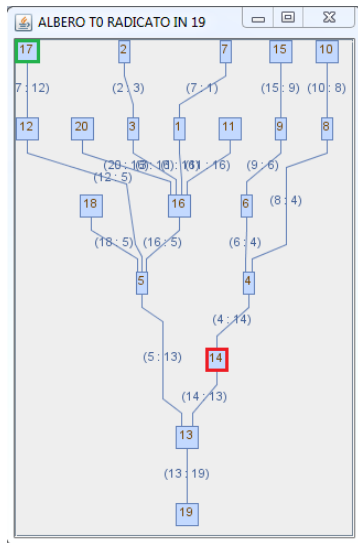 ALBERO T0 RADICATO IN 19
17 2 7 15 10
7 : 12) (2 : 3) (7 : 1) (15 : 9) (10 : 8)
12 20 3 1 11 9 8
(12 : 5) (9 : 6)
18 16 6 (8 : 4)
(18 : 5) (16 : 5) (6 : 4)
5 4
(4 : 14)
(5 : 13) 14
(14 : 13)
13
(13 : 19)
19